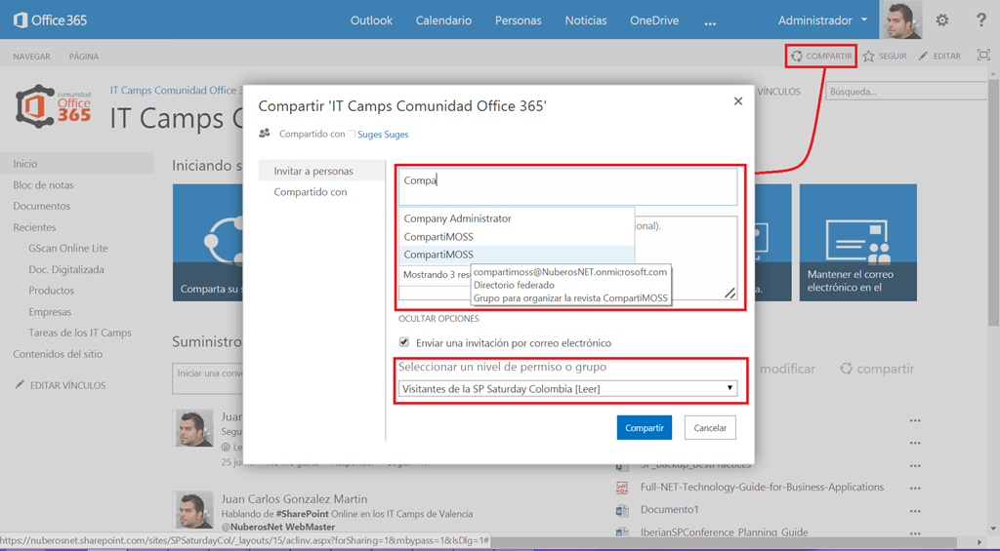 Office 365
Outlook Calendario Personas Noticias OneDrive ... Administrador ?
NAVEGAR PÁGINA
COMPARTIR SEGUIR EDITAR
comunidad
Office
365
IT Camps Comunidad Office 3
VÍNCULOS
Búsqueda...
IT Camps C
Compartir 'IT Camps Comunidad Office 365'
Compartido con Suges Suges
Invitar a personas
Compartido con
Compa
Company Administrator
CompartiMOSS
CompartiMOSS
onal).
Mostrando 3 res
compartimoss@NuberosNET.onmicrosoft.com
Directorio federado
Grupo para organizar la revista CompartiMOSS
OCULTAR OPCIONES
Enviar una invitación por correo electrónico
Seleccionar un nivel de permiso o grupo
Visitantes de la SP Saturday Colombia [Leer]
Compartir Cancelar
Inicio
Bloc de notas
Documentos
Recientes
GScan Online Lite
Doc. Digitalizada
Productos
Empresas
Tareas de los IT Camps
Contenidos del sitio
EDITAR VÍNCULOS
Iniciando s
Comparta su s
a.
Mantener el correo
electrónico en el
Suministro
Iniciar una conve
modificar compartir
Juan
Segu
Le
25 ju
SP_Backup_BestPractices
Full-NET-Technology-Guide-for-Business-Applications
Documento1
IberianSPConference_Planning_Guide
Juan Carlos Gonzalez Martin
Hablando de #SharePoint Online en los IT Camps de Valencia
@NuberosNet WebMaster
https://nuberosnet.sharepoint.com/sites/SPSaturdayCol/_layouts/15/aclinv.aspx?forSharing=1&mbypass=1&IsDlg=1#